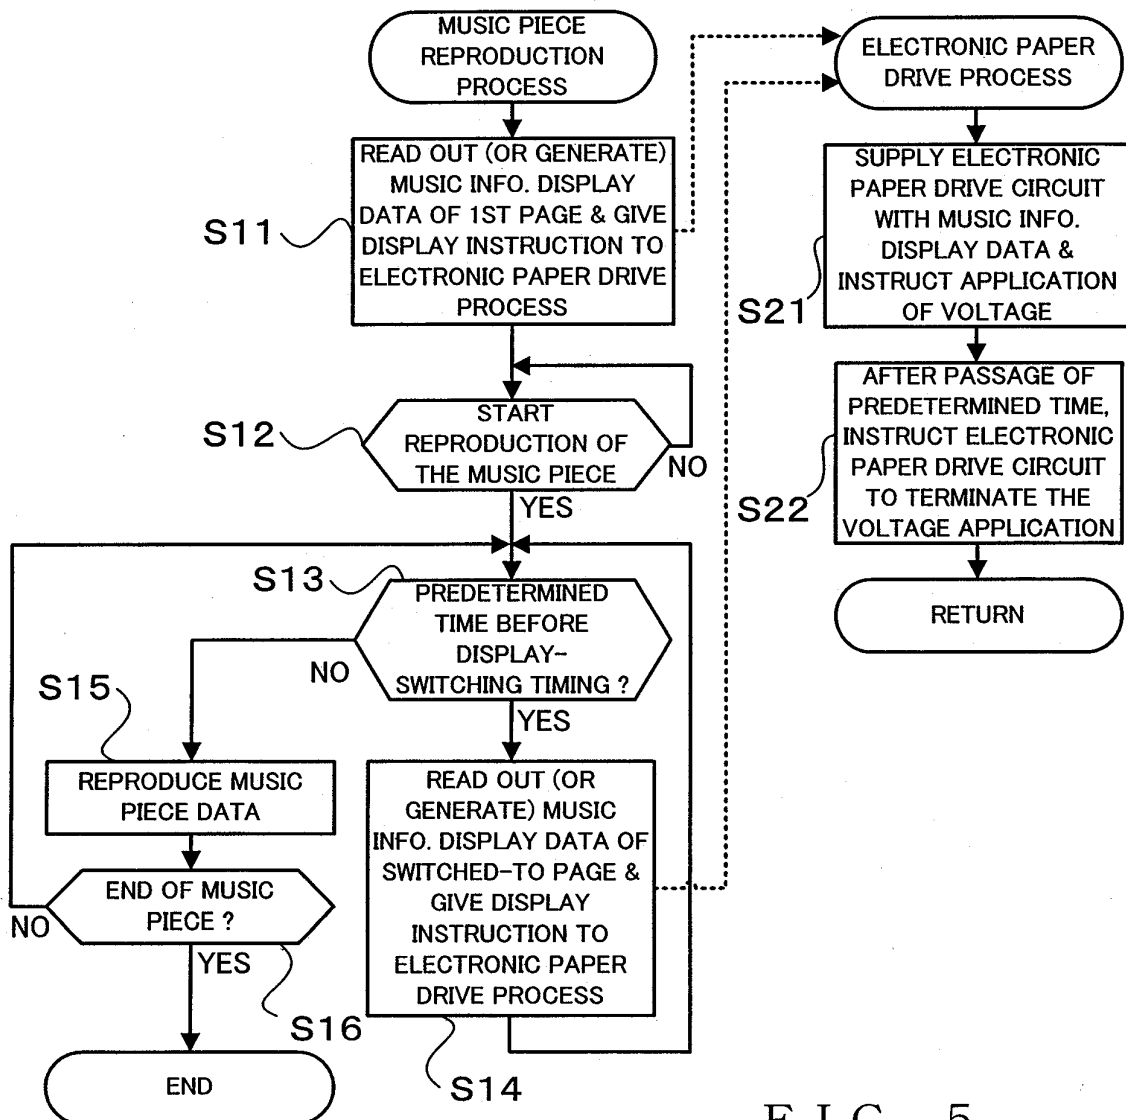 MUSIC PIECE
REPRODUCTION
PROCESS
READ OUT (OR GENERATE)
MUSIC INFO. DISPLAY
DATA OF 1ST PAGE & GIVE
DISPLAY INSTRUCTION TO
ELECTRONIC PAPER DRIVE
PROCESS
S11
START
REPRODUCTION OF
THE MUSIC PIECE
S12
NO
YES
S13
PREDETERMINED
TIME BEFORE
DISPLAY-
SWITCHING TIMING ?
NO
YES
S15
REPRODUCE MUSIC
PIECE DATA
END OF MUSIC
PIECE ?
NO
YES
S16
END
READ OUT (OR
GENERATE) MUSIC
INFO. DISPLAY DATA OF
SWITCHED-TO PAGE &
GIVE DISPLAY
INSTRUCTION TO
ELECTRONIC PAPER
DRIVE PROCESS
S14
ELECTRONIC PAPER
DRIVE PROCESS
SUPPLY ELECTRONIC
PAPER DRIVE CIRCUIT
WITH MUSIC INFO.
DISPLAY DATA &
INSTRUCT APPLICATION
OF VOLTAGE
S21
AFTER PASSAGE OF
PREDETERMINED TIME,
INSTRUCT ELECTRONIC
PAPER DRIVE CIRCUIT
TO TERMINATE THE
VOLTAGE APPLICATION
S22
RETURN
FIG. 5